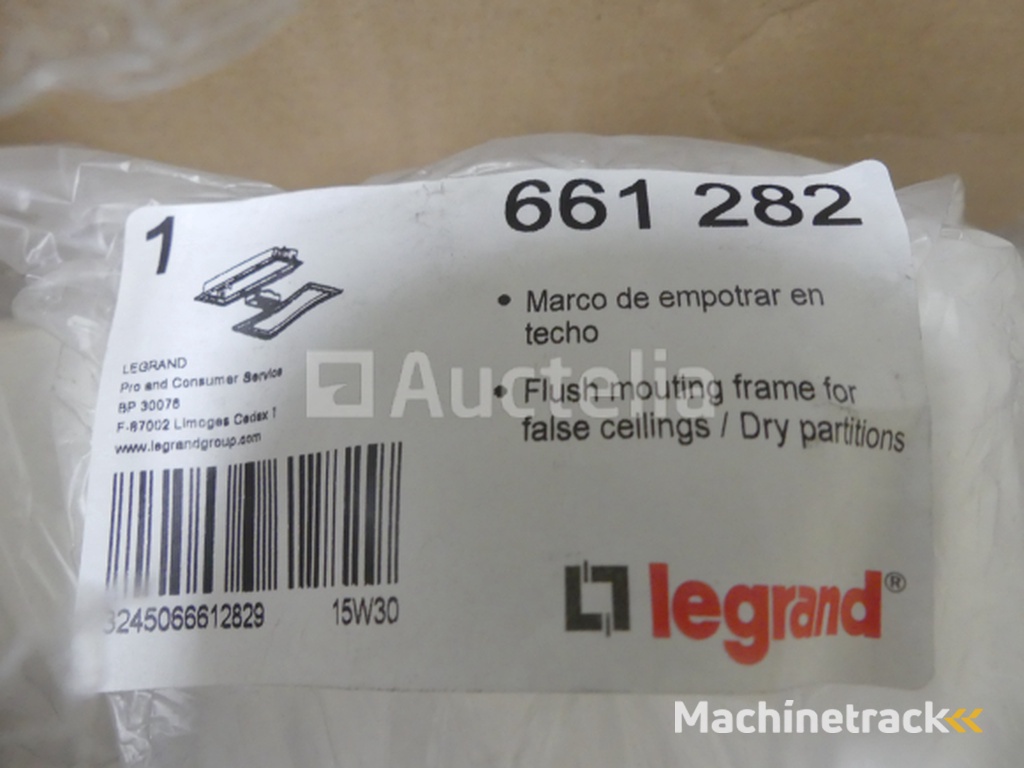 1
661 282
• Marco de empotrar en
techo
• Flush mouting frame for
false ceilings / Dry partitions
LEGRAND
Pro and Consumer Service
BP 30076
F-87002 Limoges Cedex 1
www.legrandgroup.com
3245066612829 15W30
legrand®
Auctelia
Machinetrack